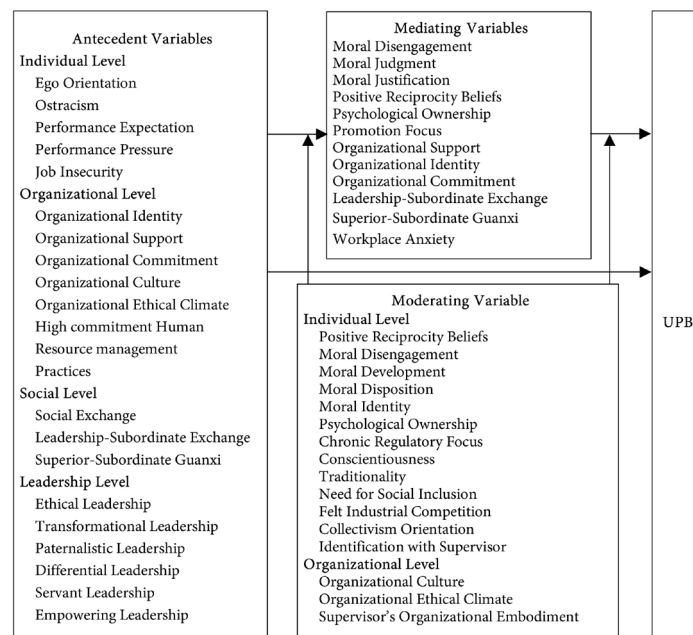 Antecedent Variables
Individual Level
Ego Orientation
Ostracism
Performance Expectation
Performance Pressure
Job Insecurity
Organizational Level
Organizational Identity
Organizational Support
Organizational Commitment
Organizational Culture
Organizational Ethical Climate
High commitment Human
Resource management
Practices
Social Level
Social Exchange
Leadership-Subordinate Exchange
Superior-Subordinate Guanxi
Leadership Level
Ethical Leadership
Transformational Leadership
Paternalistic Leadership
Differential Leadership
Servant Leadership
Empowering Leadership
Mediating Variables
Moral Disengagement
Moral Judgment
Moral Justification
Positive Reciprocity Beliefs
Psychological Ownership
Promotion Focus
Organizational Support
Organizational Identity
Organizational Commitment
Leadership-Subordinate Exchange
Superior-Subordinate Guanxi
Workplace Anxiety
Moderating Variable
Individual Level
Positive Reciprocity Beliefs
Moral Disengagement
Moral Development
Moral Disposition
Moral Identity
Psychological Ownership
Chronic Regulatory Focus
Conscientiousness
Traditionality
Need for Social Inclusion
Felt Industrial Competition
Collectivism Orientation
Identification with Supervisor
Organizational Level
Organizational Culture
Organizational Ethical Climate
Supervisor's Organizational Embodiment
UPB